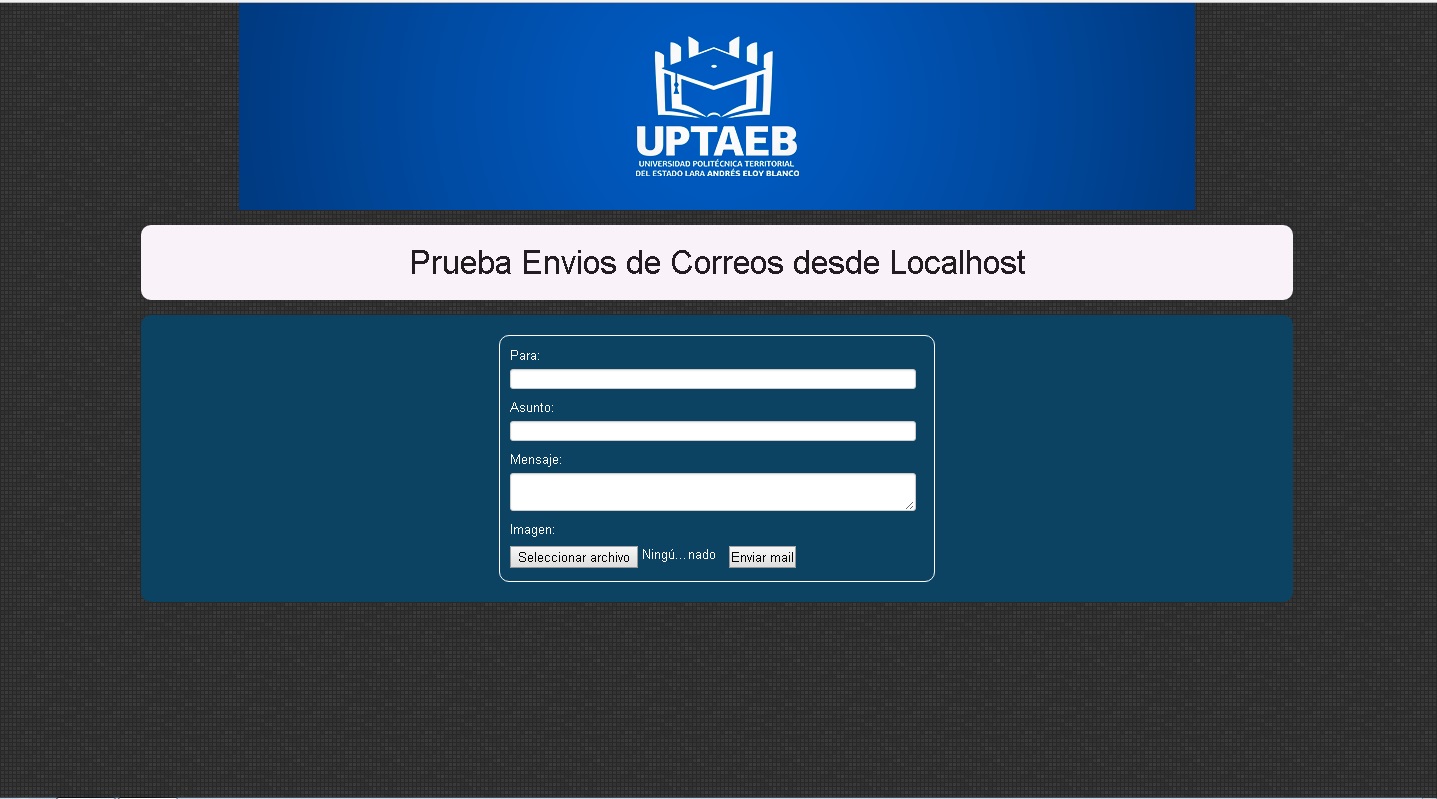 UPTAEB
UNIVERSIDAD POLITÉCNICA TERRITORIAL
DEL ESTADO LARA ANDRÉS ELOY BLANCO
Prueba Envios de Correos desde Localhost
Para:
Asunto:
Mensaje:
Imagen:
Seleccionar archivo Ningú...nado Enviar mail